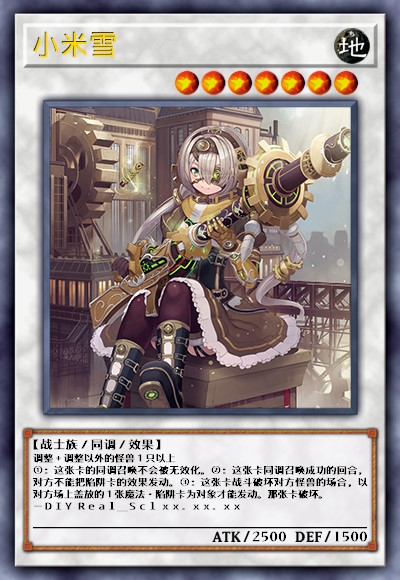 小米雪
地
【战士族／同调／效果】
调整＋调整以外的怪兽１只以上
①：这张卡的同调召唤不会被无效化。②：这张卡同调召唤成功的回合，
对方不能把陷阱卡的效果发动。③：这张卡战斗破坏对方怪兽的场合，以
对方场上盖放的１张魔法·陷阱卡为对象才能发动。那张卡破坏。
－ＤＩＹＲｅａｌ＿Ｓｃｌ ｘｘ．ｘｘ．ｘｘ
ATK/2500 DEF/1500